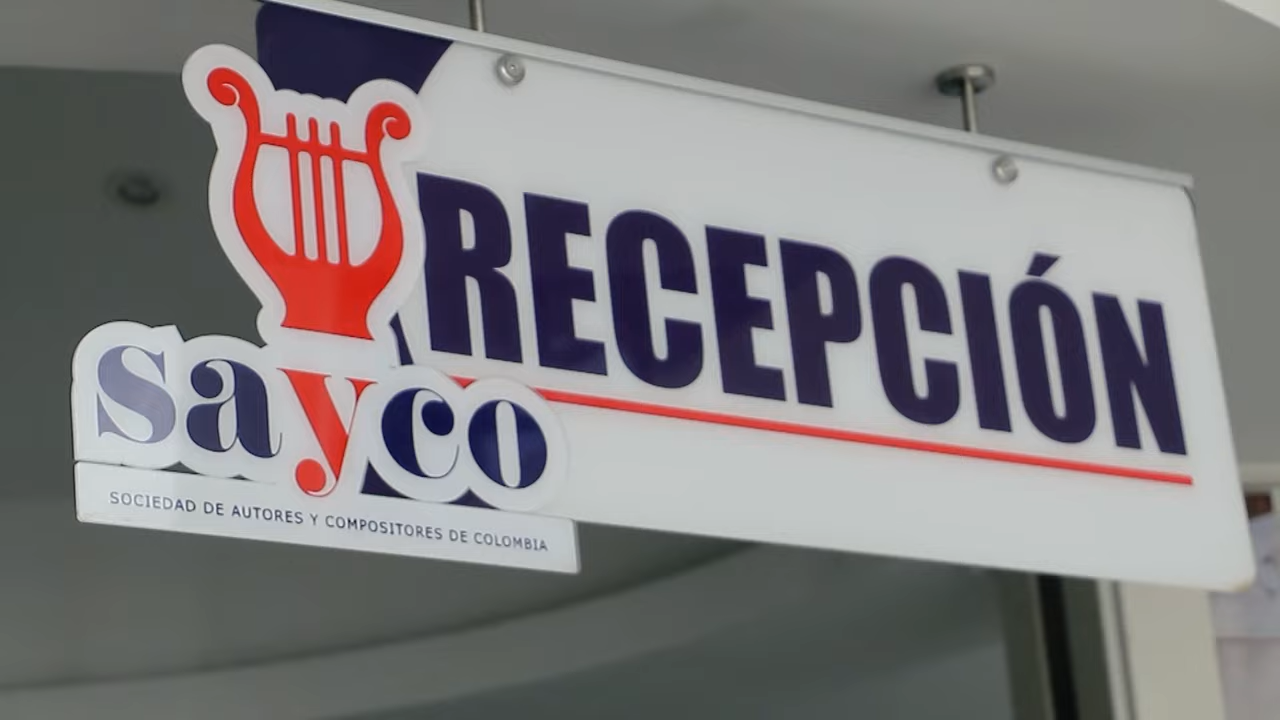 RECEPCIÓN
sayco
SOCIEDAD DE AUTORES Y COMPOSITORES DE COLOMBIA